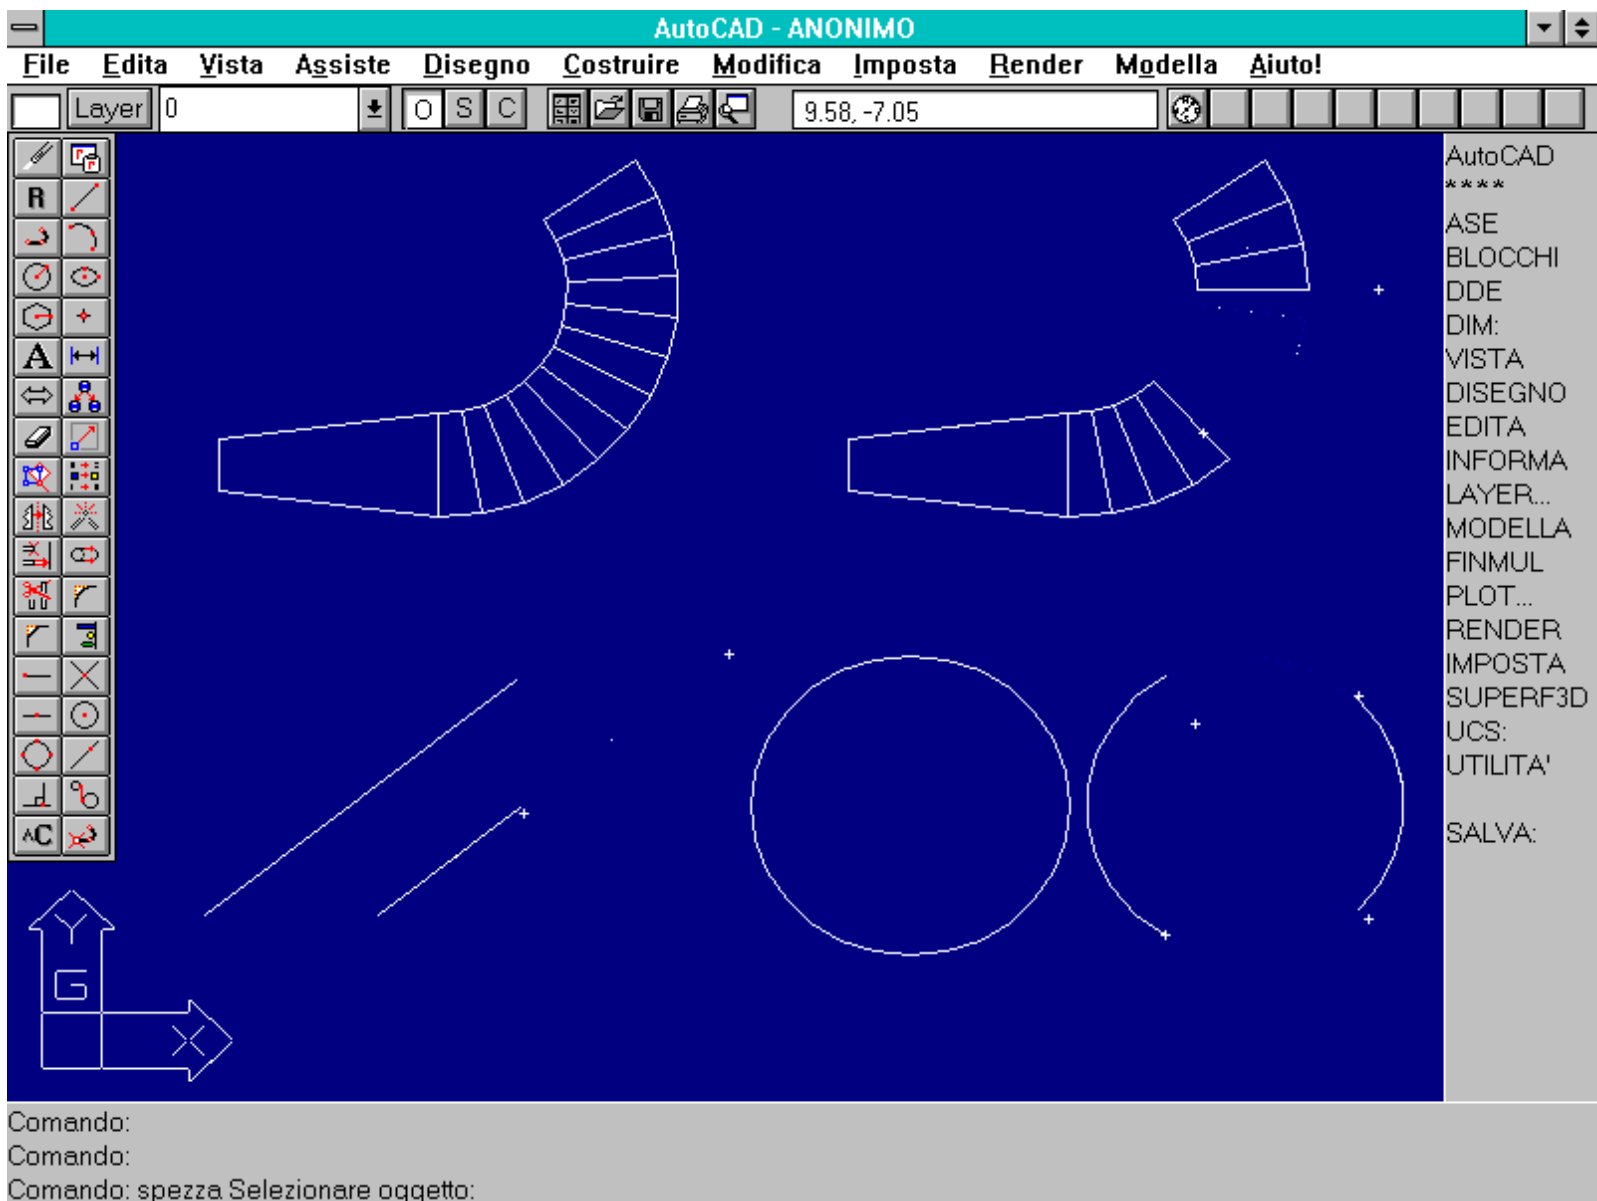 AutoCAD - ANONIMO
File Edita Vista Assiste Disegno Costruire Modifica Imposta Render Modella Aiuto!
Layer 0 O S C 9.58, -7.05
AutoCAD
****
ASE
BLOCCHI
DDE
DIM:
VISTA
DISEGNO
EDITA
INFORMA
LAYER...
MODELLA
FINMUL
PLOT...
RENDER
IMPOSTA
SUPERF3D
UCS:
UTILITA'
SALVA:
R
A
^C
Y
G
X
Comando:
Comando:
Comando: spezza Selezionare oggetto: